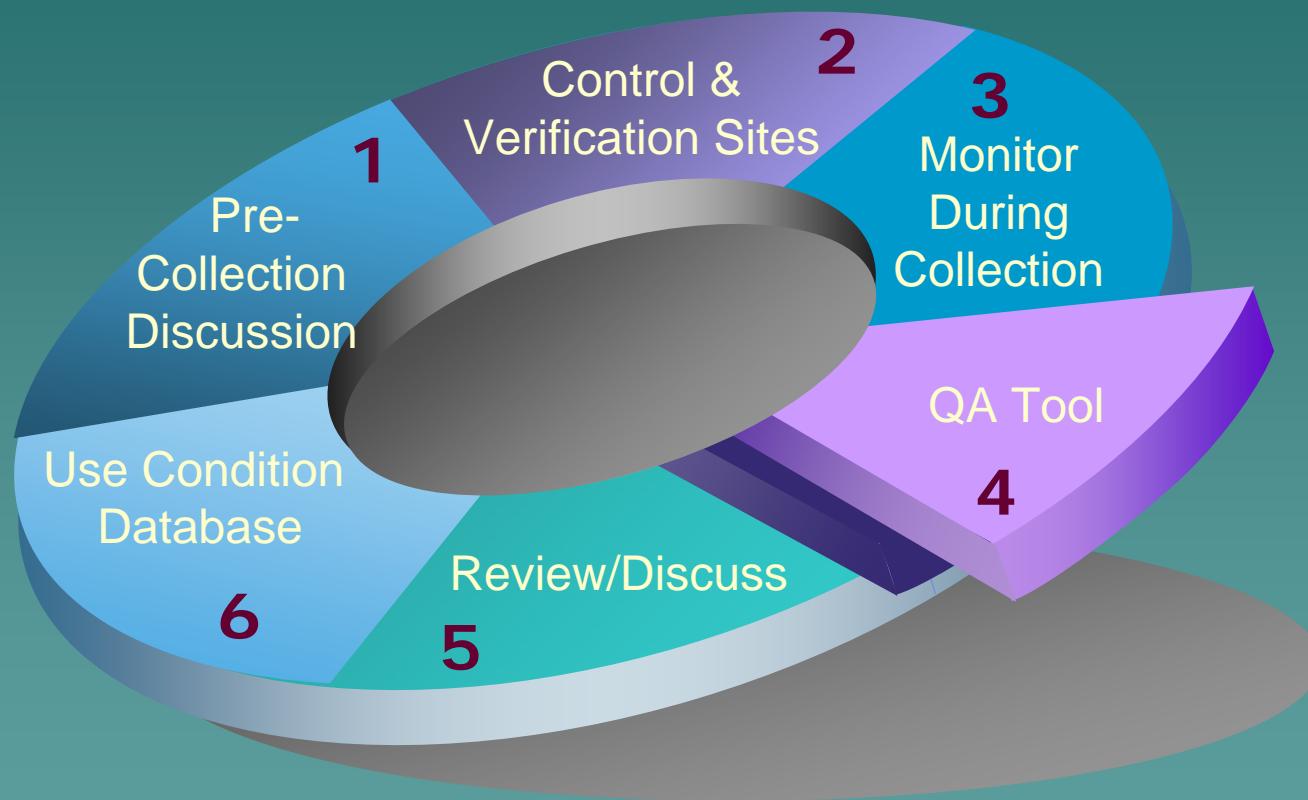 1
Pre-
Collection
Discussion
2
Control &
Verification Sites
3
Monitor
During
Collection
QA Tool
4
Review/Discuss
5
Use Condition
Database
6